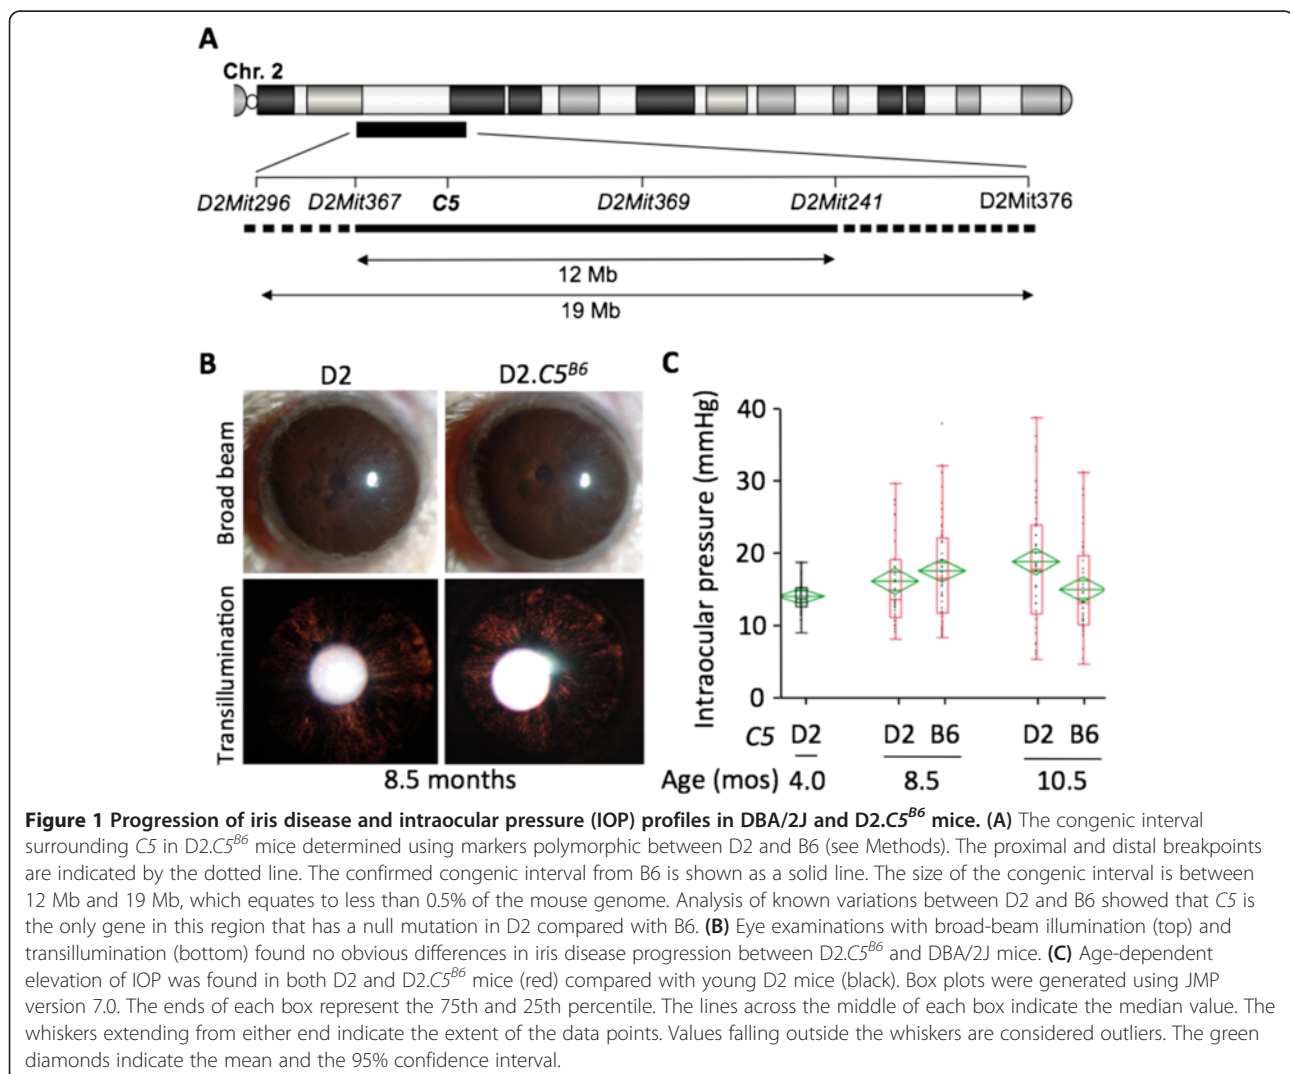 A
Chr. 2
D2Mit296 D2Mit367 C5 D2Mit369 D2Mit241 D2Mit376
12 Mb
19 Mb
B
D2 D2.C5^B6
Broad beam
Transillumination
8.5 months
C
Intraocular pressure (mmHg)
40
30
20
10
0
C5 D2 D2 B6 D2 B6
Age (mos) 4.0 8.5 10.5
Figure 1 Progression of iris disease and intraocular pressure (IOP) profiles in DBA/2J and D2.C5^B6 mice. (A) The congenic interval
surrounding C5 in D2.C5^B6 mice determined using markers polymorphic between D2 and B6 (see Methods). The proximal and distal breakpoints
are indicated by the dotted line. The confirmed congenic interval from B6 is shown as a solid line. The size of the congenic interval is between
12 Mb and 19 Mb, which equates to less than 0.5% of the mouse genome. Analysis of known variations between D2 and B6 showed that C5 is
the only gene in this region that has a null mutation in D2 compared with B6. (B) Eye examinations with broad-beam illumination (top) and
transillumination (bottom) found no obvious differences in iris disease progression between D2.C5^B6 and DBA/2J mice. (C) Age-dependent
elevation of IOP was found in both D2 and D2.C5^B6 mice (red) compared with young D2 mice (black). Box plots were generated using JMP
version 7.0. The ends of each box represent the 75th and 25th percentile. The lines across the middle of each box indicate the median value. The
whiskers extending from either end indicate the extent of the data points. Values falling outside the whiskers are considered outliers. The green
diamonds indicate the mean and the 95% confidence interval.